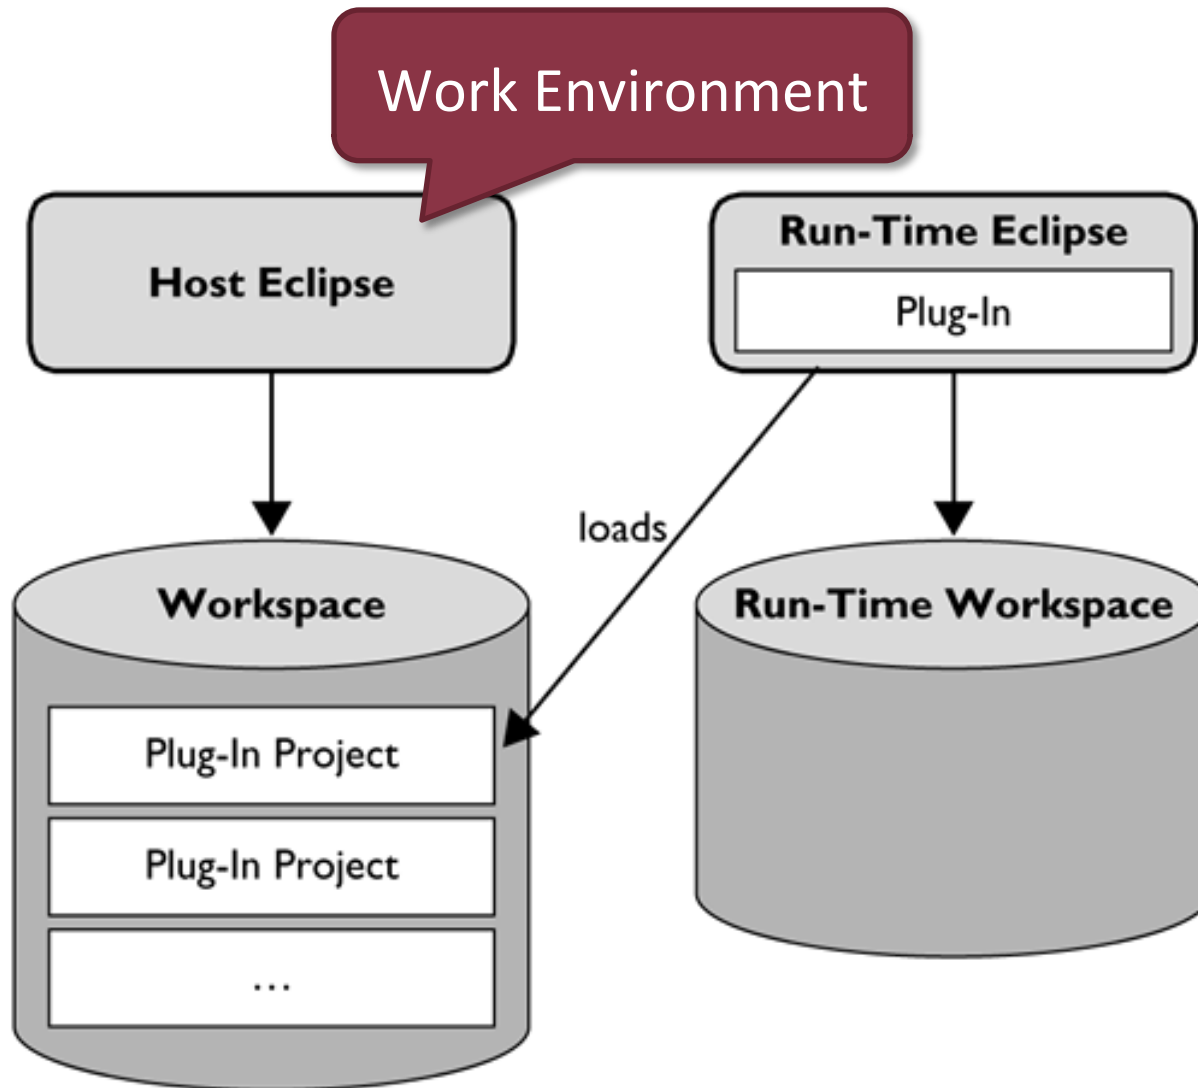 Work Environment
Host Eclipse
Run-Time Eclipse
Plug-In
loads
Workspace
Run-Time Workspace
Plug-In Project
Plug-In Project
...